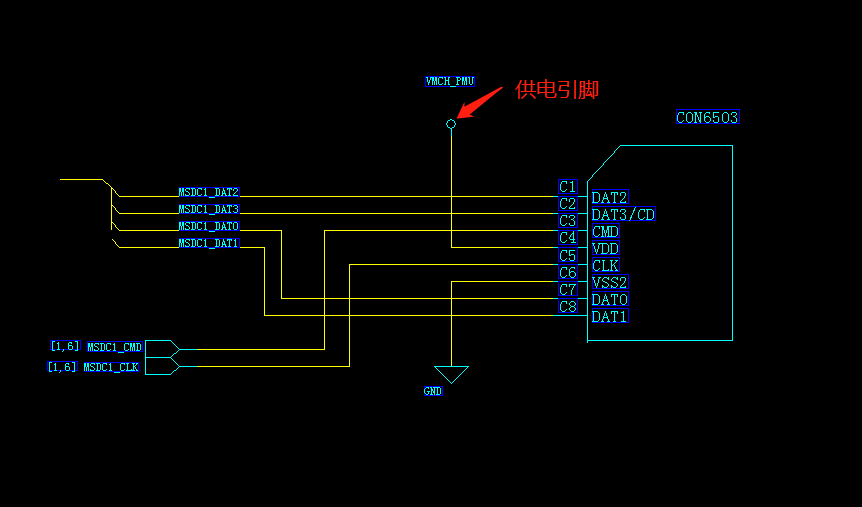 VMCH_PMU
供电引脚
CON6503
MSDC1_DAT2
MSDC1_DAT3
MSDC1_DAT0
MSDC1_DAT1
C1
C2
C3
C4
C5
C6
C7
C8
DAT2
DAT3/CD
CMD
VDD
CLK
VSS2
DAT0
DAT1
[1,6] MSDC1_CMD
[1,6] MSDC1_CLK
GND